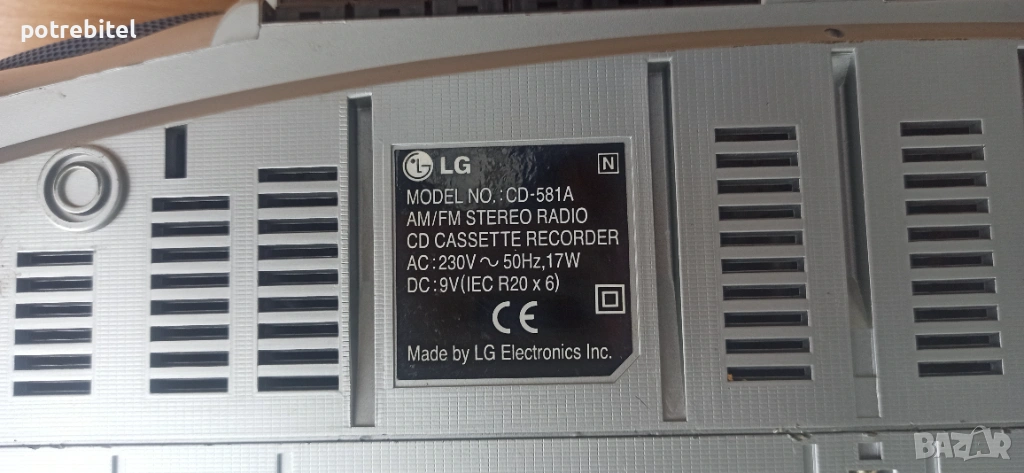 potrebitel
LG
N
MODEL NO.:CD-581A
AM/FM STEREO RADIO
CD CASSETTE RECORDER
AC:230V ~ 50Hz,17W
DC:9V(IEC R20 x 6)
CE
Made by LG Electronics Inc.
BAZAR